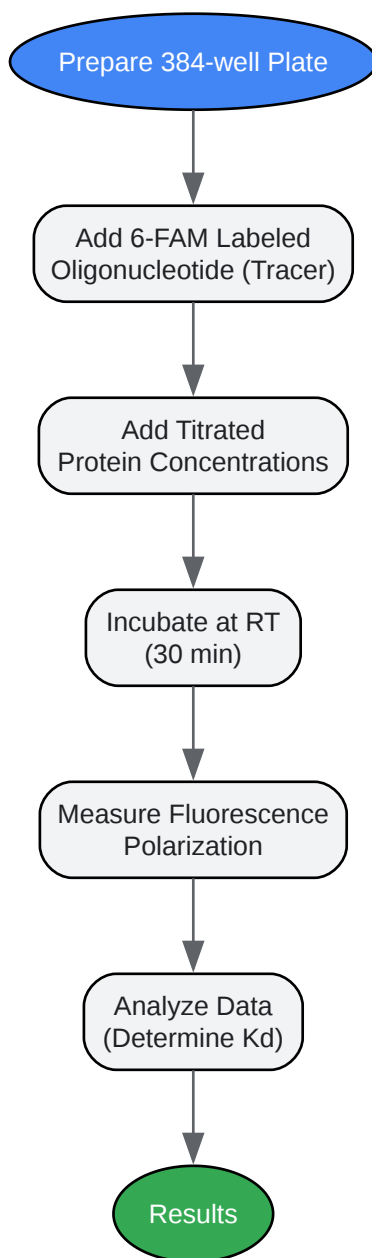 Prepare 384-well Plate
Add 6-FAM Labeled
Oligonucleotide (Tracer)
Add Titrated
Protein Concentrations
Incubate at RT
(30 min)
Measure Fluorescence
Polarization
Analyze Data
(Determine Kd)
Results